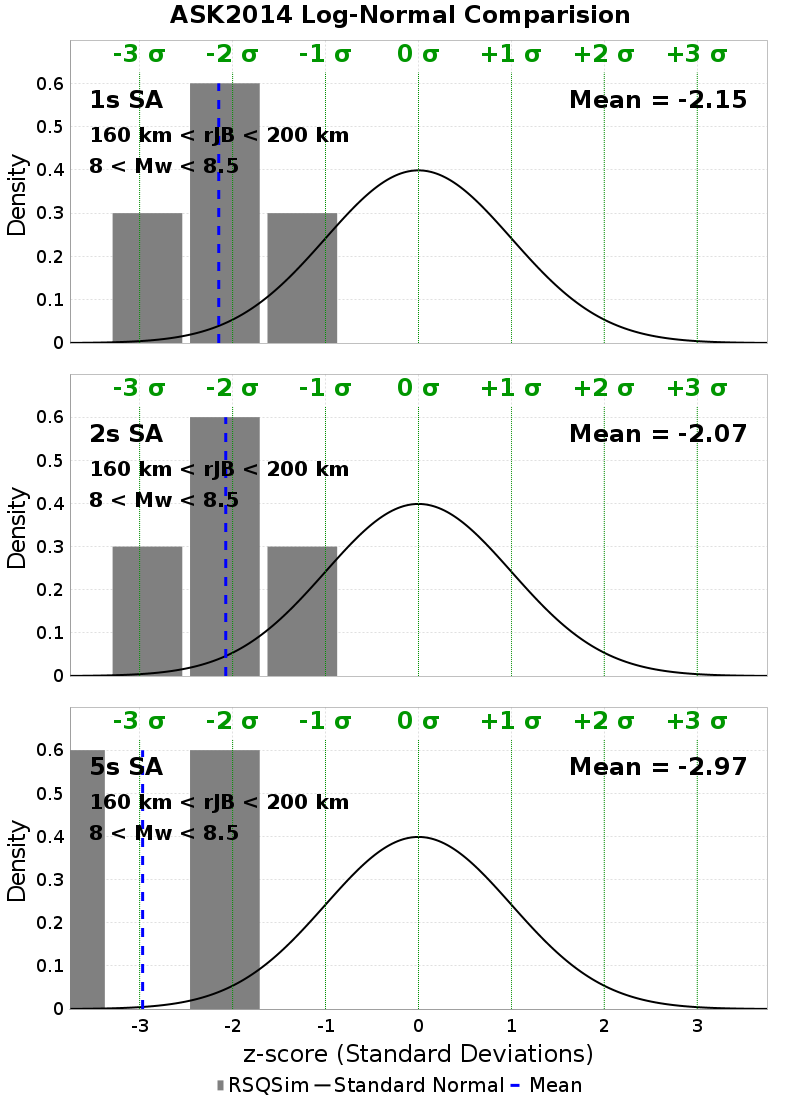 ASK2014 Log-Normal Comparision
-3 σ -2 σ -1 σ 0 σ +1 σ +2 σ +3 σ
1s SA Mean = -2.15
160 km < rJB < 200 km
8 < Mw < 8.5
Density
0.6
0.5
0.4
0.3
0.2
0.1
0
-3 σ -2 σ -1 σ 0 σ +1 σ +2 σ +3 σ
2s SA Mean = -2.07
160 km < rJB < 200 km
8 < Mw < 8.5
Density
0.6
0.5
0.4
0.3
0.2
0.1
0
-3 σ -2 σ -1 σ 0 σ +1 σ +2 σ +3 σ
5s SA Mean = -2.97
160 km < rJB < 200 km
8 < Mw < 8.5
Density
0.6
0.5
0.4
0.3
0.2
0.1
0
-3 -2 -1 0 1 2 3
z-score (Standard Deviations)
RSQSim Standard Normal Mean